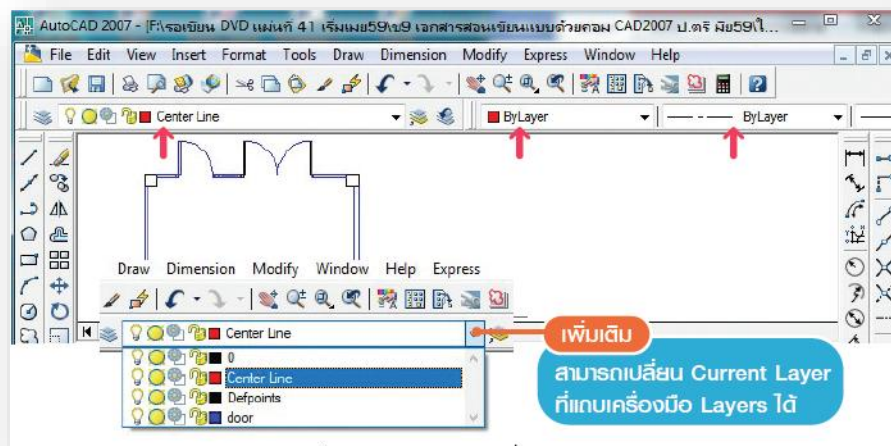 AutoCAD 2007 - [F:\รอเขียน DVD แผ่นที่ 41 เริ่มเมย59\ข9 เอกสารสอนเขียนแบบด้วยคอม CAD2007 ป.ตรี มิย59\ใ...
File Edit View Insert Format Tools Draw Dimension Modify Express Window Help
Center Line ByLayer ByLayer
Draw Dimension Modify Window Help Express
Center Line
0
Center Line
Defpoints
door
เพิ่มเติม
สามารถเปลี่ยน Current Layer
ที่แถบเครื่องมือ Layers ได้